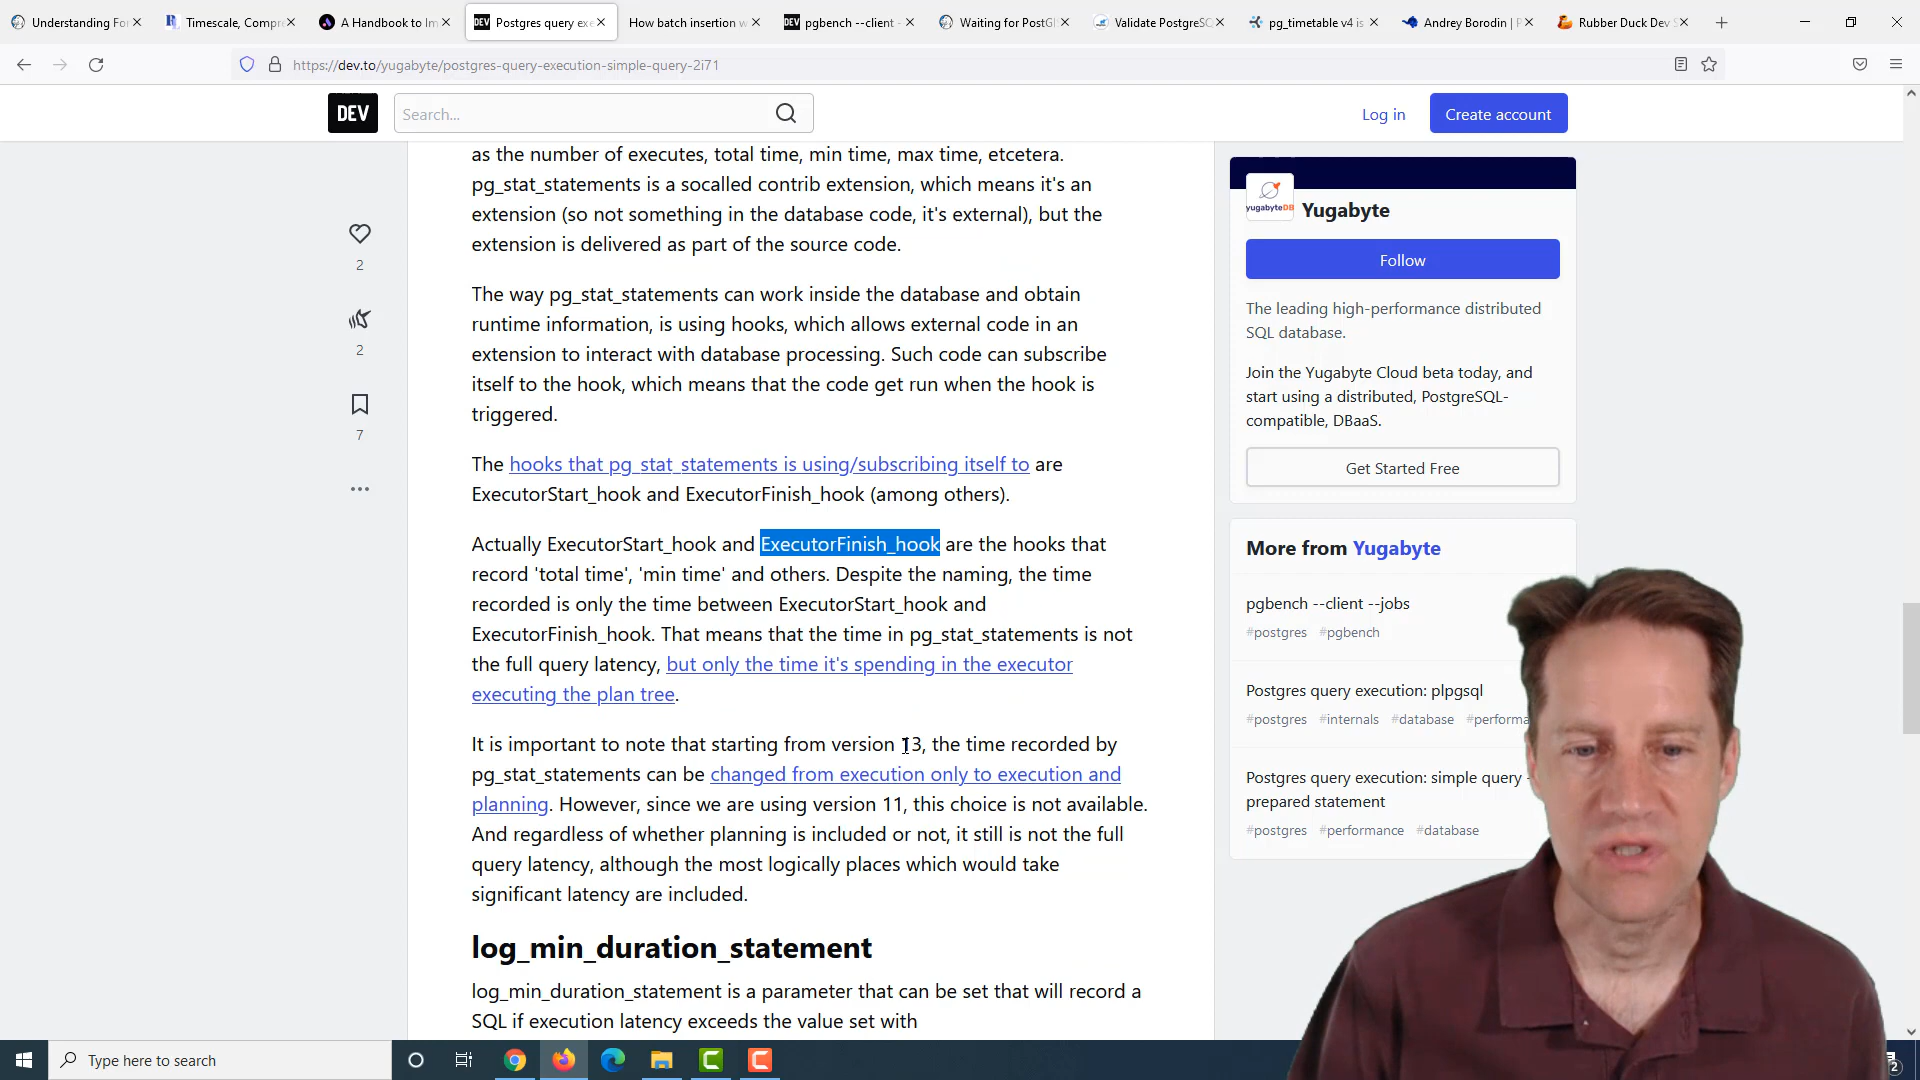 Understanding Fo
Timescale, Compr
A Handbook to Im
DEV Postgres query exe
How batch insertion w
DEV pgbench --client -
Waiting for PostGI
Validate PostgreSQ
pg_timetable v4 is
Andrey Borodin | P
Rubber Duck Dev S
https://dev.to/yugabyte/postgres-query-execution-simple-query-2i71
DEV
Search...
Log in
Create account
as the number of executes, total time, min time, max time, etcetera.
pg_stat_statements is a socalled contrib extension, which means it's an
extension (so not something in the database code, it's external), but the
extension is delivered as part of the source code.
The way pg_stat_statements can work inside the database and obtain
runtime information, is using hooks, which allows external code in an
extension to interact with database processing. Such code can subscribe
itself to the hook, which means that the code get run when the hook is
triggered.
The hooks that pg_stat_statements is using/subscribing itself to are
ExecutorStart_hook and ExecutorFinish_hook (among others).
Actually ExecutorStart_hook and ExecutorFinish_hook are the hooks that
record 'total time', 'min time' and others. Despite the naming, the time
recorded is only the time between ExecutorStart_hook and
ExecutorFinish_hook. That means that the time in pg_stat_statements is not
the full query latency, but only the time it's spending in the executor
executing the plan tree.
It is important to note that starting from version 13, the time recorded by
pg_stat_statements can be changed from execution only to execution and
planning. However, since we are using version 11, this choice is not available.
And regardless of whether planning is included or not, it still is not the full
query latency, although the most logically places which would take
significant latency are included.
log_min_duration_statement
log_min_duration_statement is a parameter that can be set that will record a
SQL if execution latency exceeds the value set with
2
2
7
yugabyteDB
Yugabyte
Follow
The leading high-performance distributed
SQL database.
Join the Yugabyte Cloud beta today, and
start using a distributed, PostgreSQL-
compatible, DBaaS.
Get Started Free
More from Yugabyte
pgbench --client --jobs
#postgres #pgbench
Postgres query execution: plpgsql
#postgres #internals #database #performa
Postgres query execution: simple query -
prepared statement
#postgres #performance #database
Type here to search
2